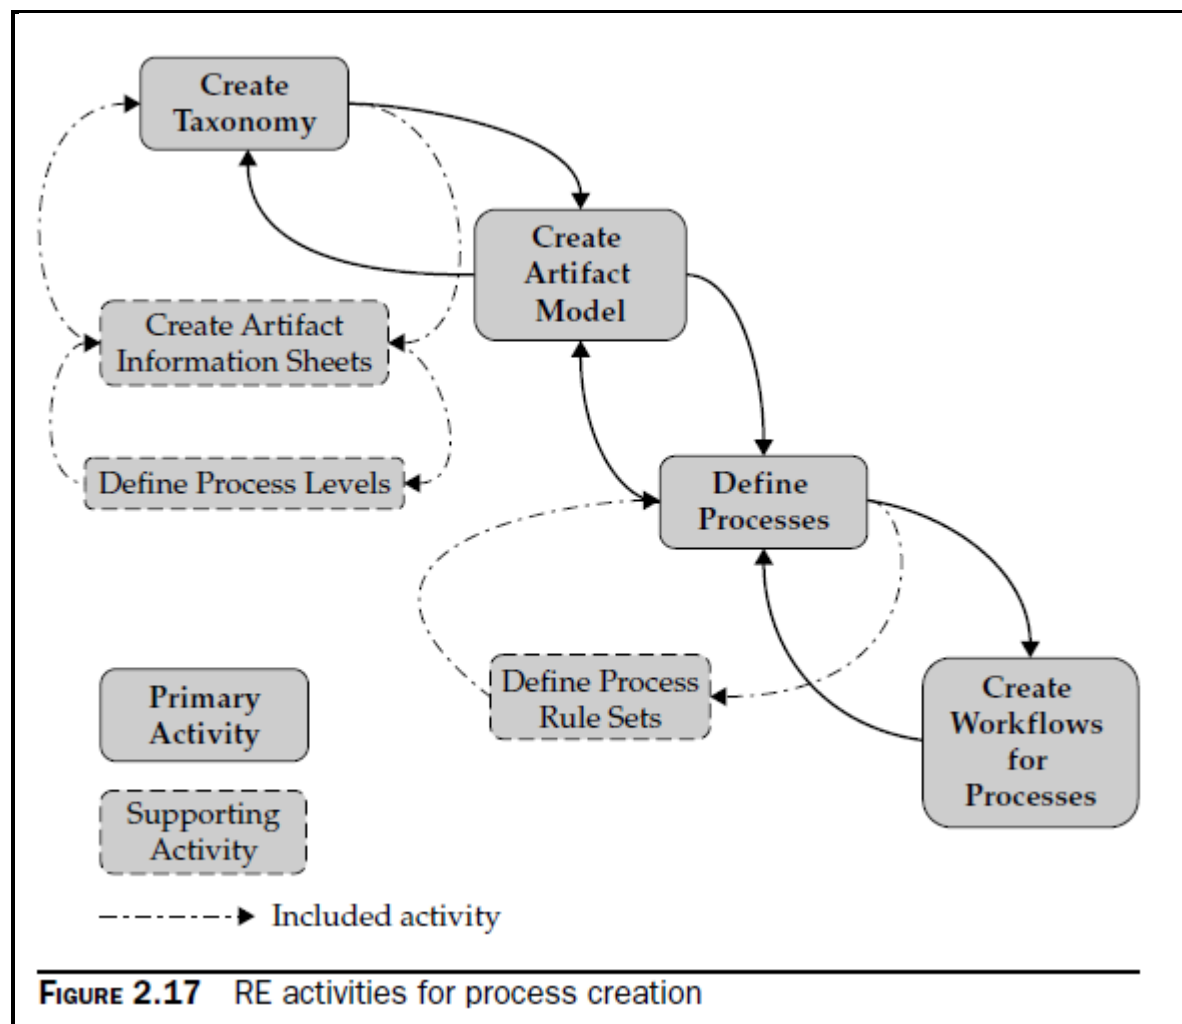 Create
Taxonomy
Create
Artifact
Model
Create Artifact
Information Sheets
Define Process Levels
Define
Processes
Define Process
Rule Sets
Create
Workflows
for
Processes
Primary
Activity
Supporting
Activity
Included activity
FIGURE 2.17 RE activities for process creation